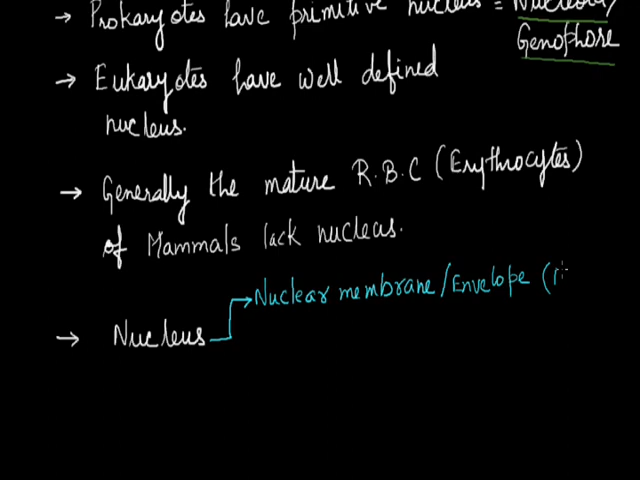 → Prokaryotes have primitive nucleus = Nucleoid/
Genophore
→ Eukaryotes have well defined
nucleus.
→ Generally the mature R.B.C (Erythrocytes)
of Mammals lack nucleus.
Nuclear membrane/Envelope (
→ Nucleus